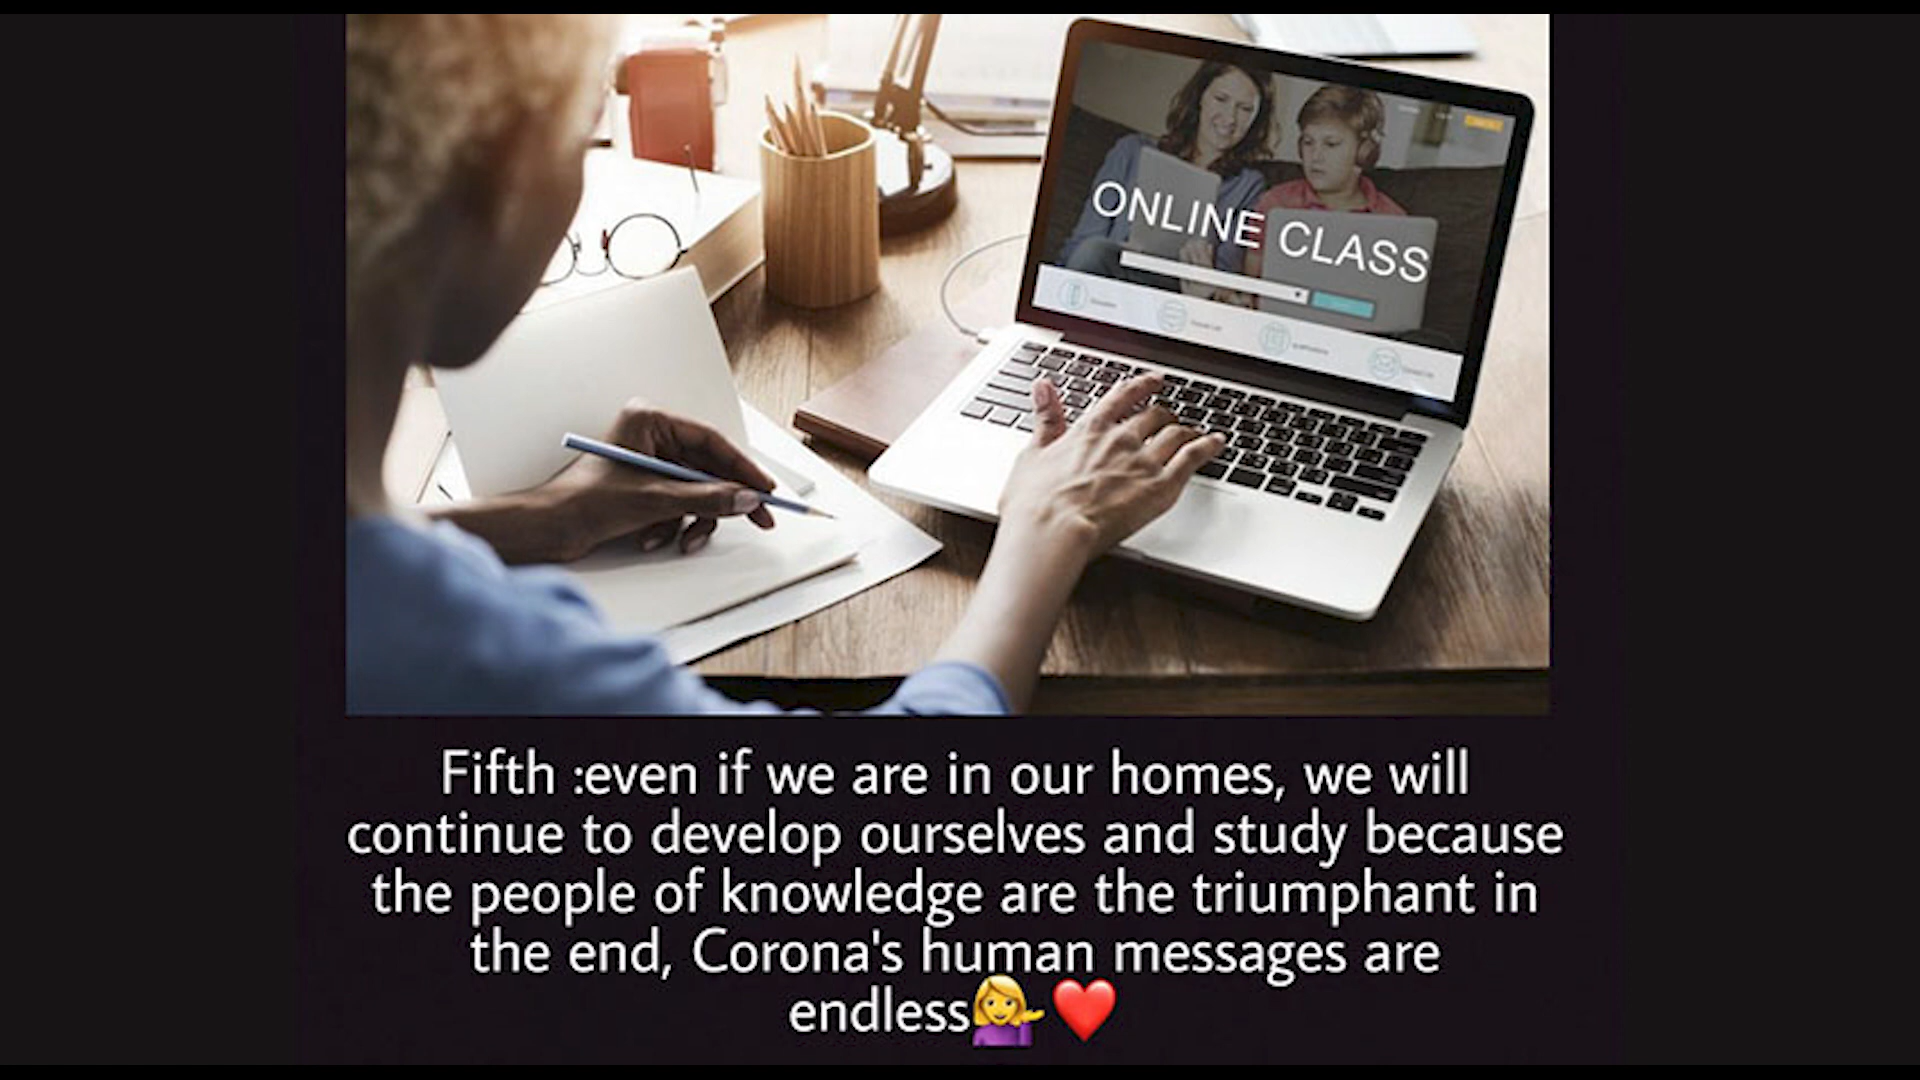 ONLINE CLASS
Fifth :even if we are in our homes, we will
continue to develop ourselves and study because
the people of knowledge are the triumphant in
the end, Corona's human messages are
endless💁‍♀️❤️